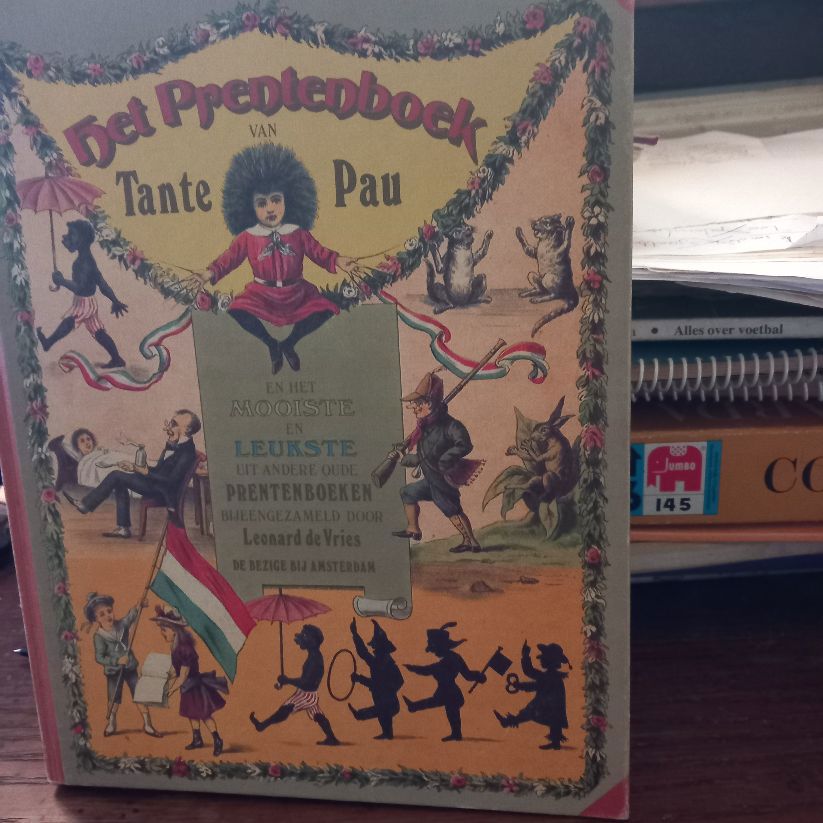 Het Prentenboek
VAN
Tante Pau
EN HET
MOOISTE
EN
LEUKSTE
UIT ANDERE OUDE
PRENTENBOEKEN
BIJEENGEZAMELD DOOR
Leonard de Vries
DE BEZIGE BIJ AMSTERDAM
• Alles over voetbal
Jumbo
145